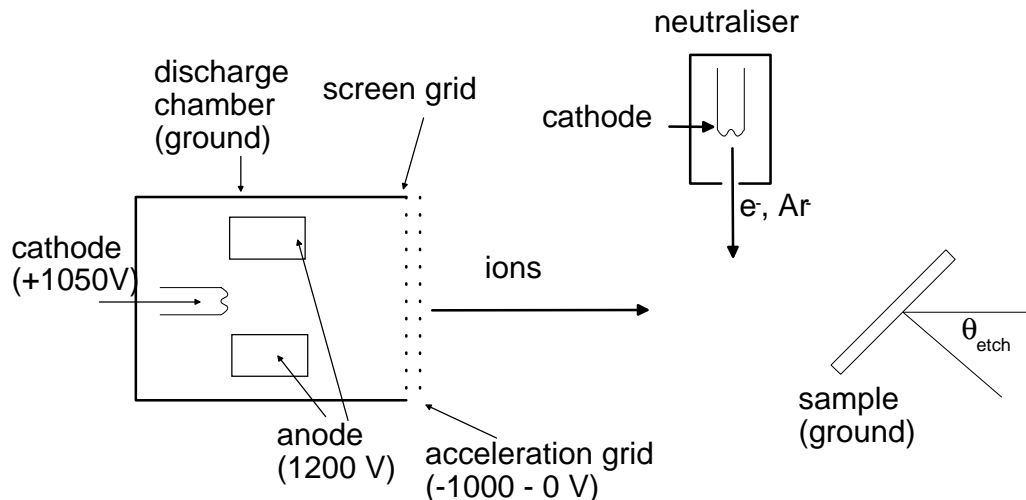 neutraliser
discharge
chamber
(ground)
screen grid
cathode
e-, Ar-
cathode
(+1050V)
ions
θetch
sample
(ground)
anode
(1200 V)
acceleration grid
(-1000 - 0 V)